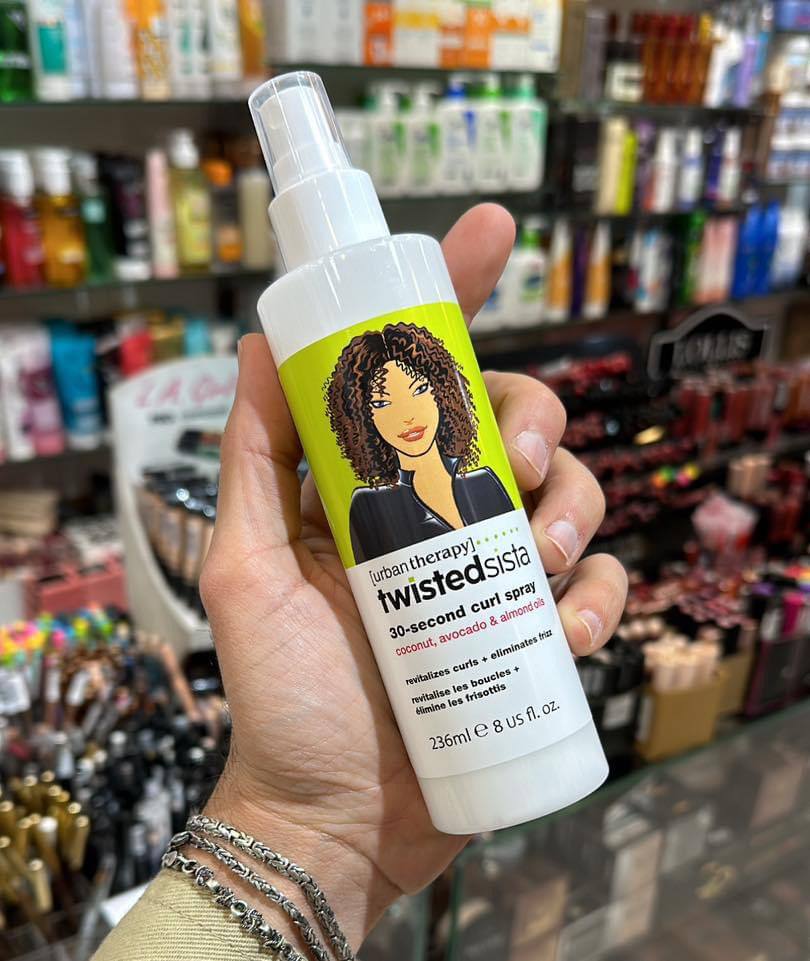 L.A. Girl
[urban therapy]
twistedsista
30-second curl spray
coconut, avocado & almond oils
revitalizes curls + eliminates frizz
revitalise les boucles +
élimine les frisottis
236ml ℮ 8 US fl. oz.